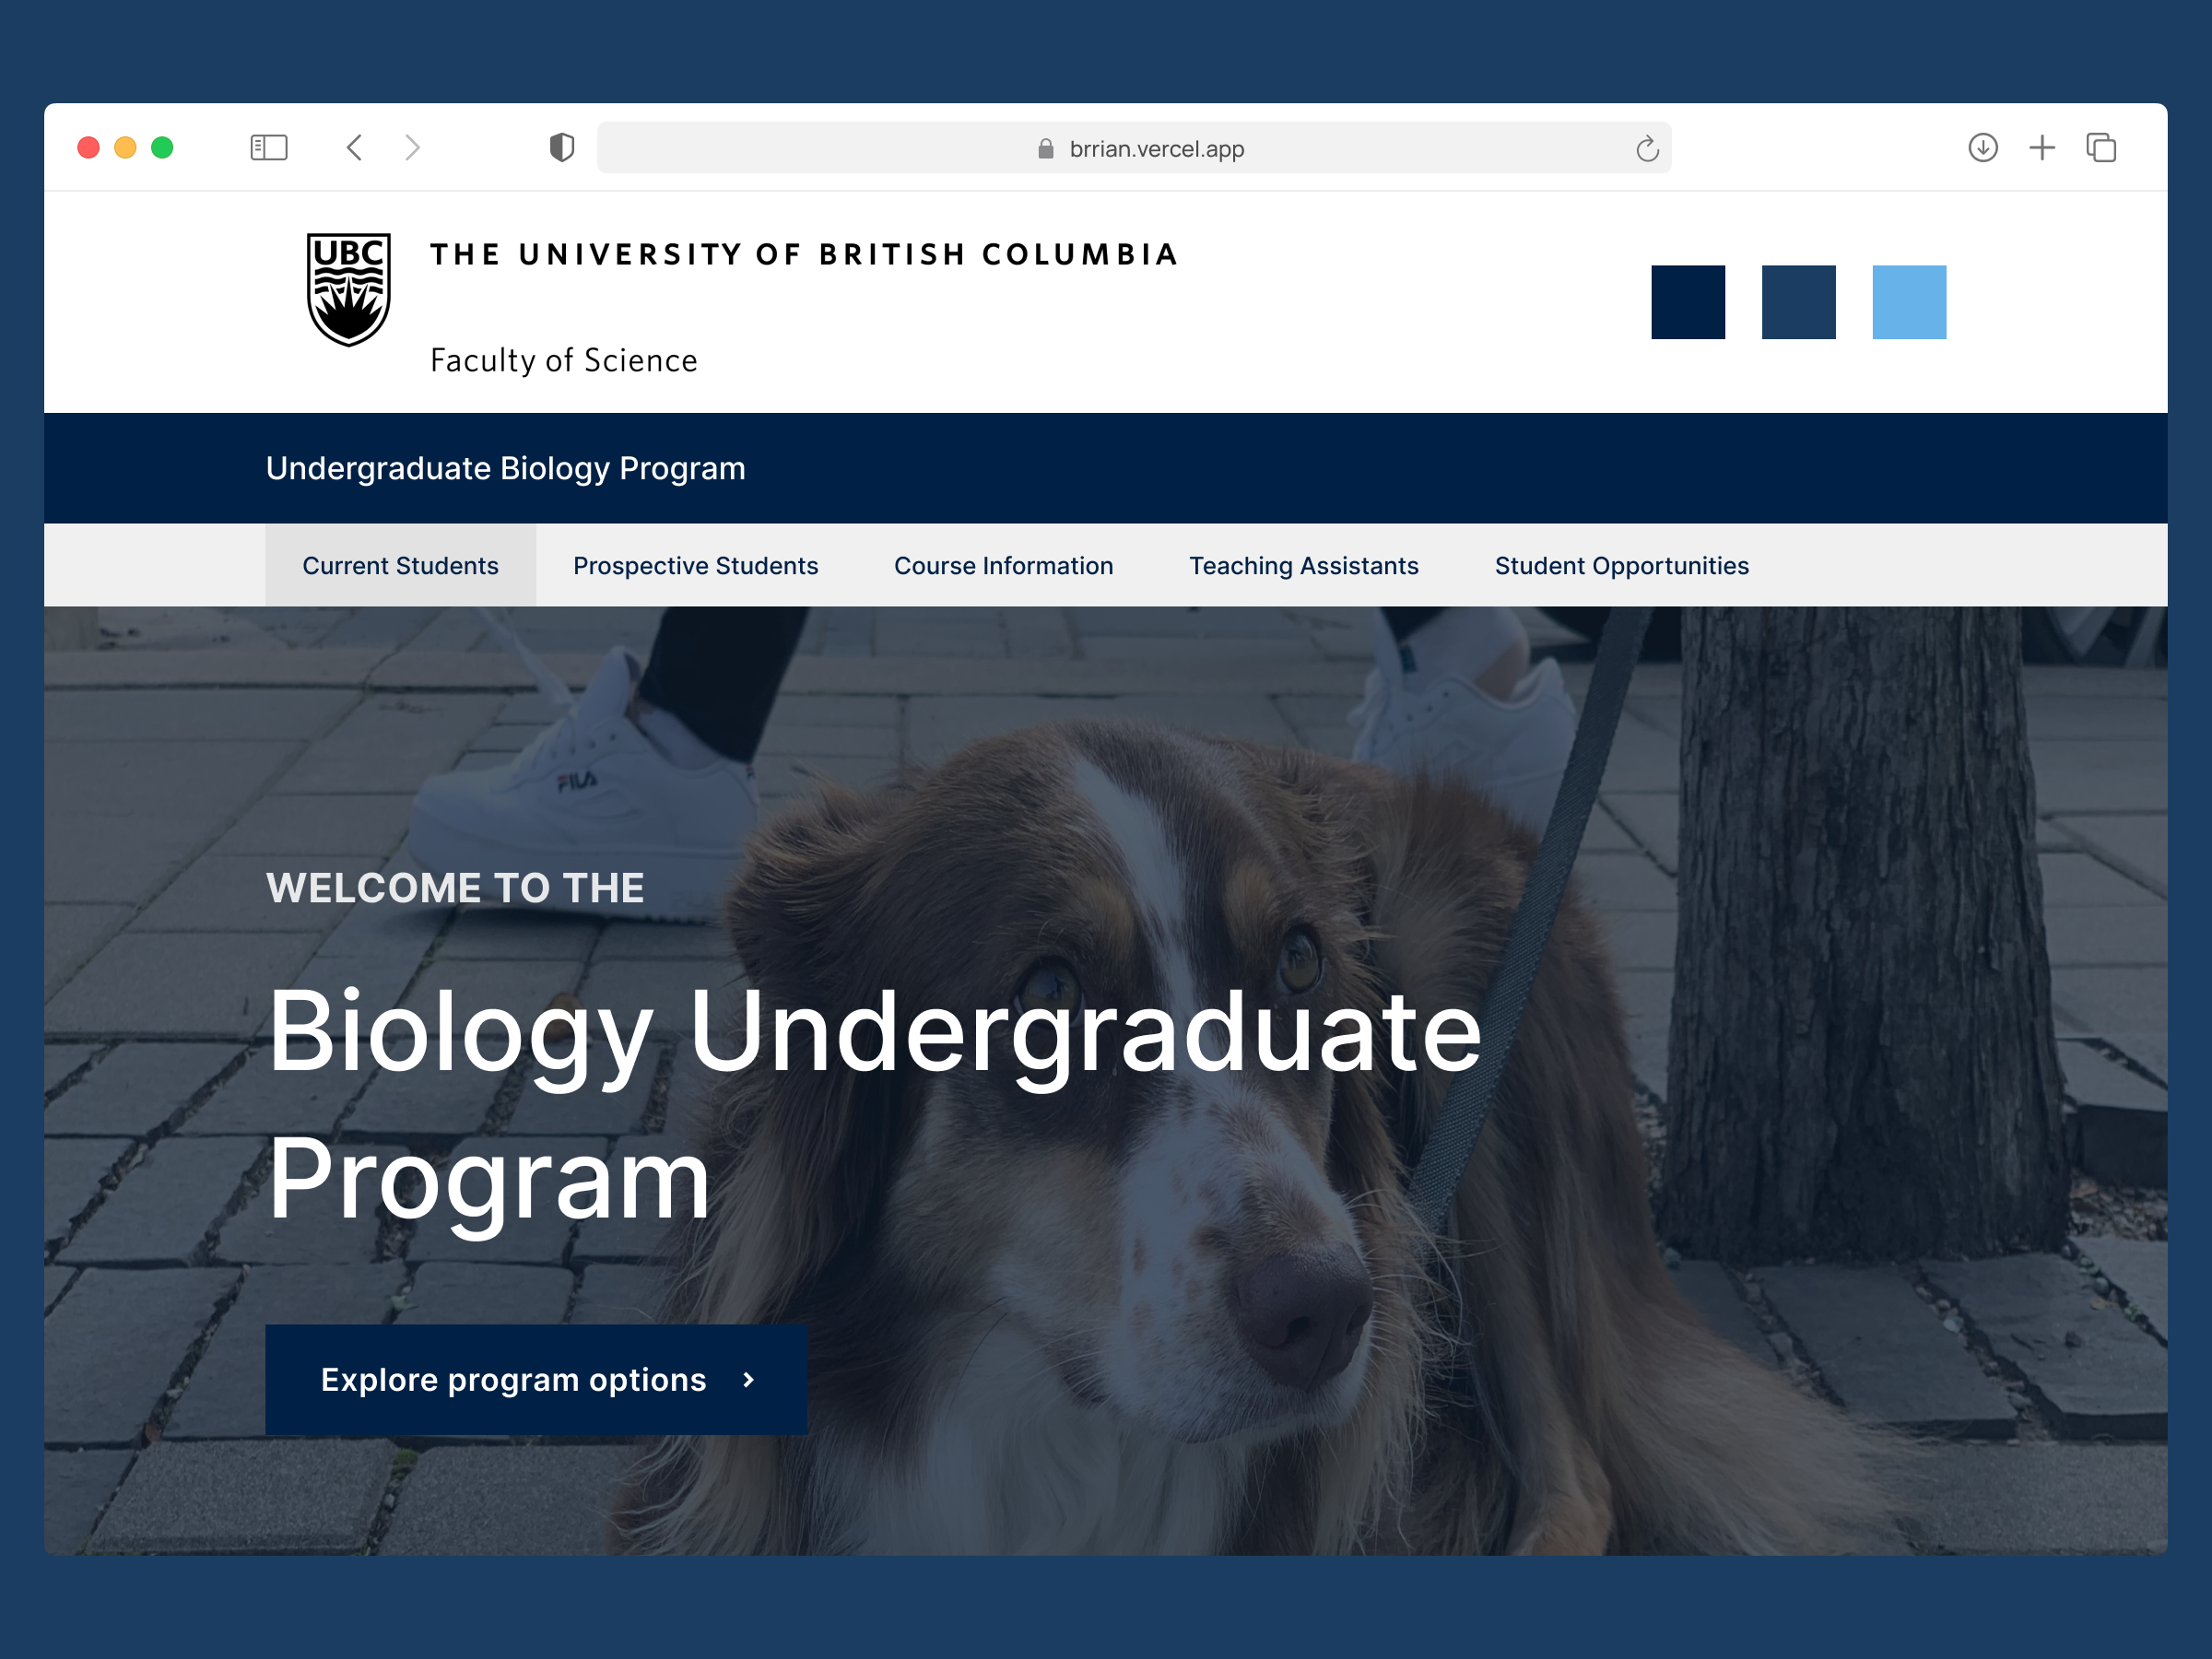 brrian.vercel.app
UBC
THE UNIVERSITY OF BRITISH COLUMBIA
Faculty of Science
Undergraduate Biology Program
Current Students
Prospective Students
Course Information
Teaching Assistants
Student Opportunities
FILA
WELCOME TO THE
Biology Undergraduate
Program
Explore program options